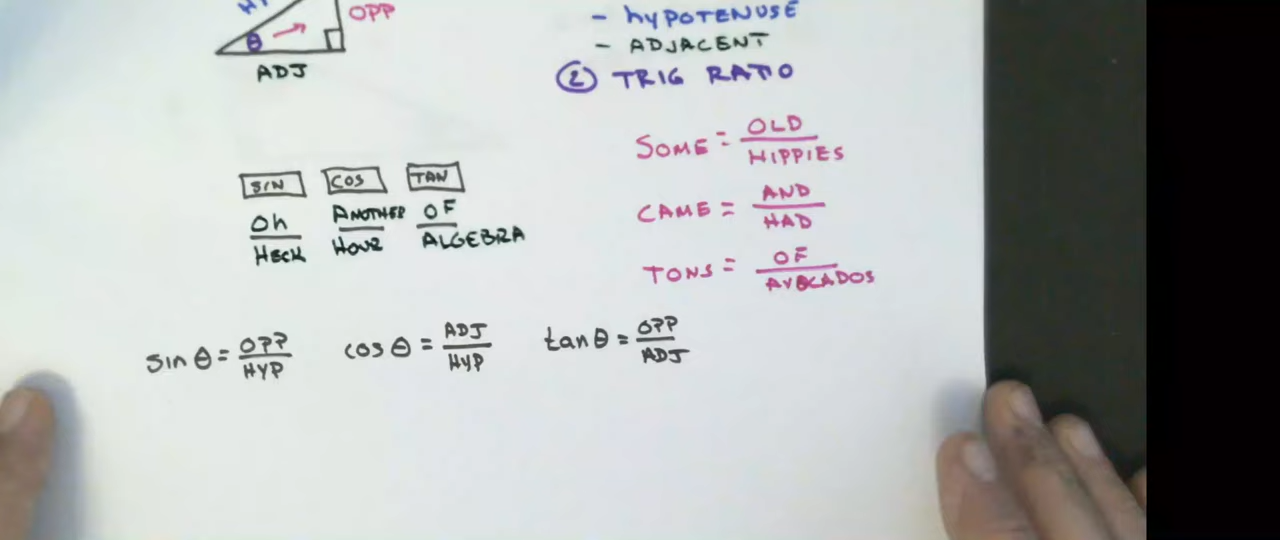 HY
OPP
θ
ADJ
- HYPOTENUSE
- ADJACENT
② TRIG RATIO
SOME = OLD / HIPPIES
CAME = AND / HAD
TONS = OF / AVOCADOS
SIN COS TAN
Oh ANOTHER OF
HECK HOUR ALGEBRA
sin θ = OPP / HYP cos θ = ADJ / HYP tan θ = OPP / ADJ